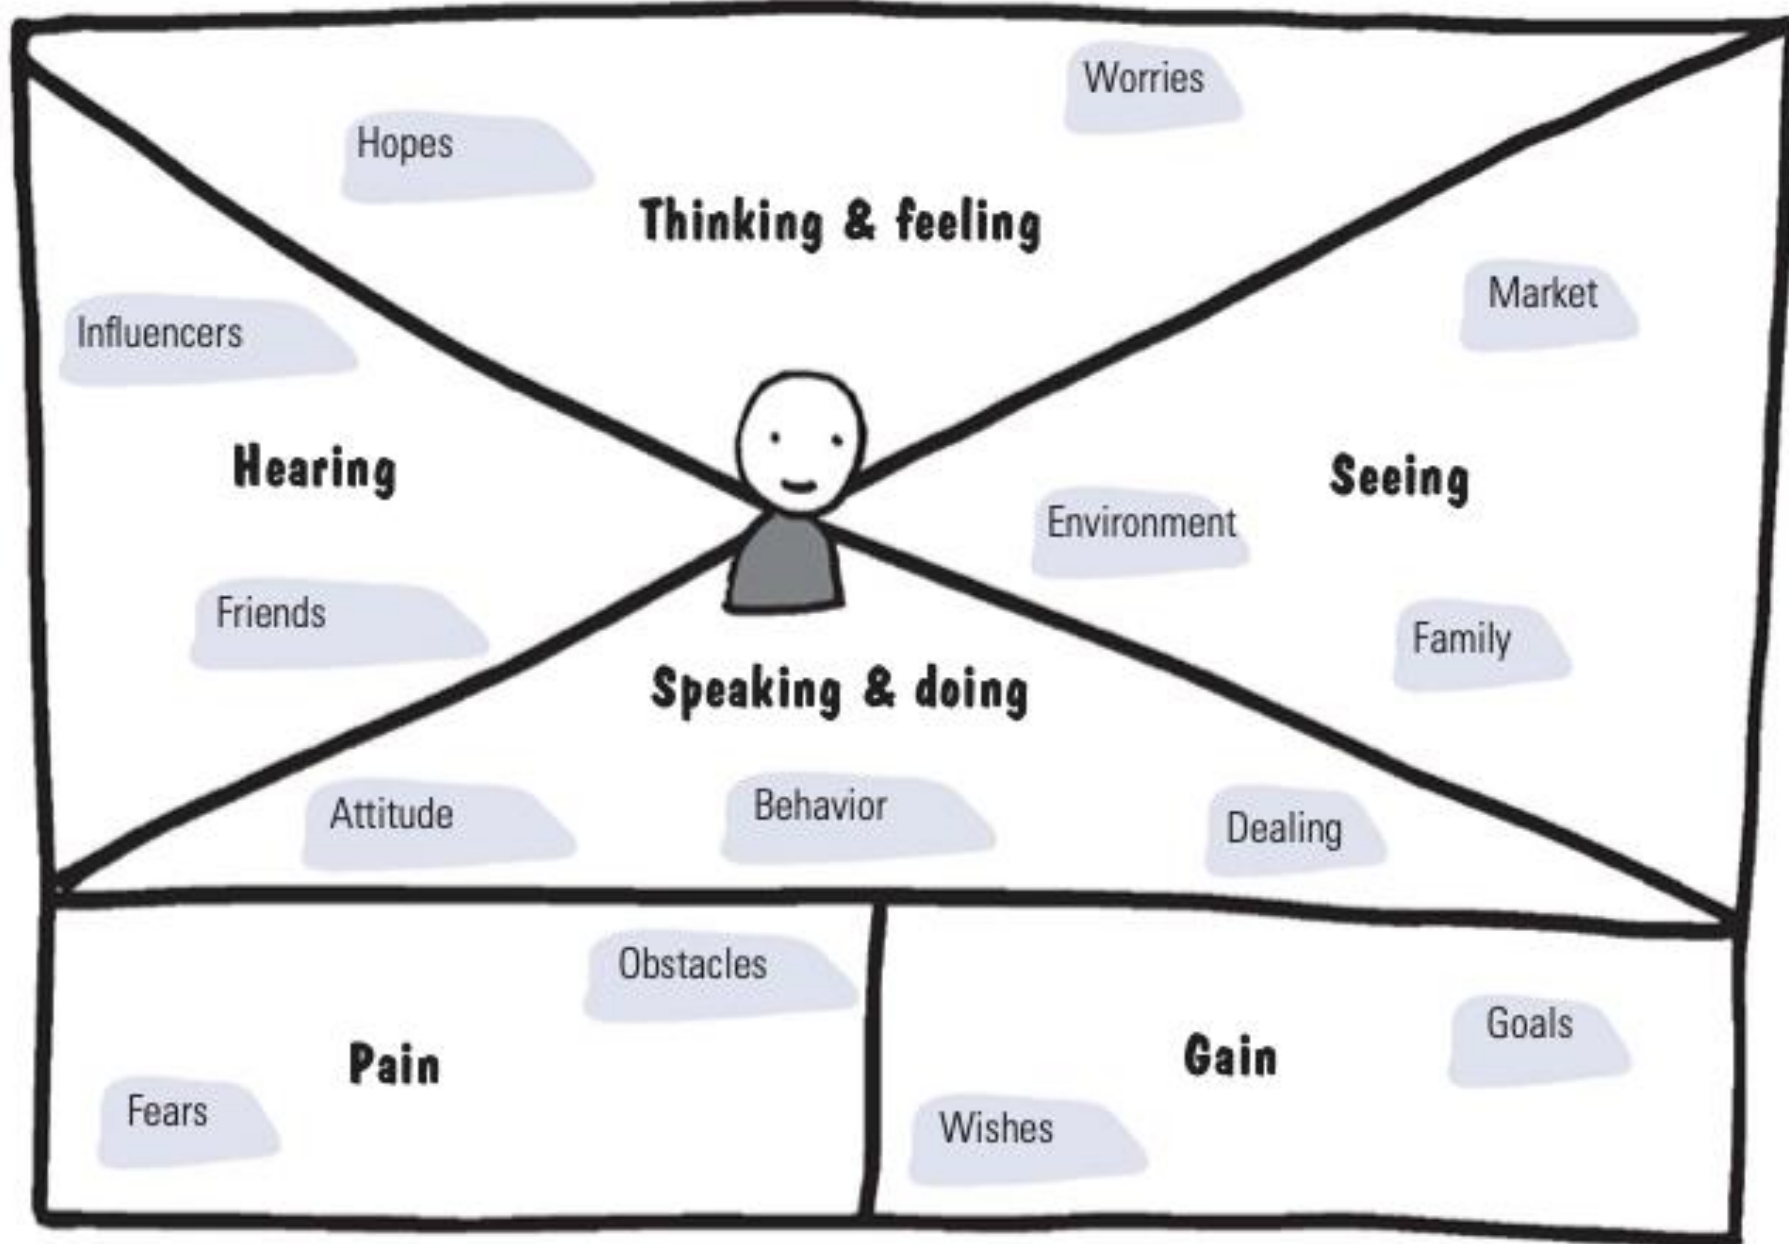 Worries
Hopes
Thinking & feeling
Market
Influencers
Hearing
Seeing
Environment
Friends
Family
Speaking & doing
Attitude
Behavior
Dealing
Obstacles
Goals
Pain
Gain
Fears
Wishes